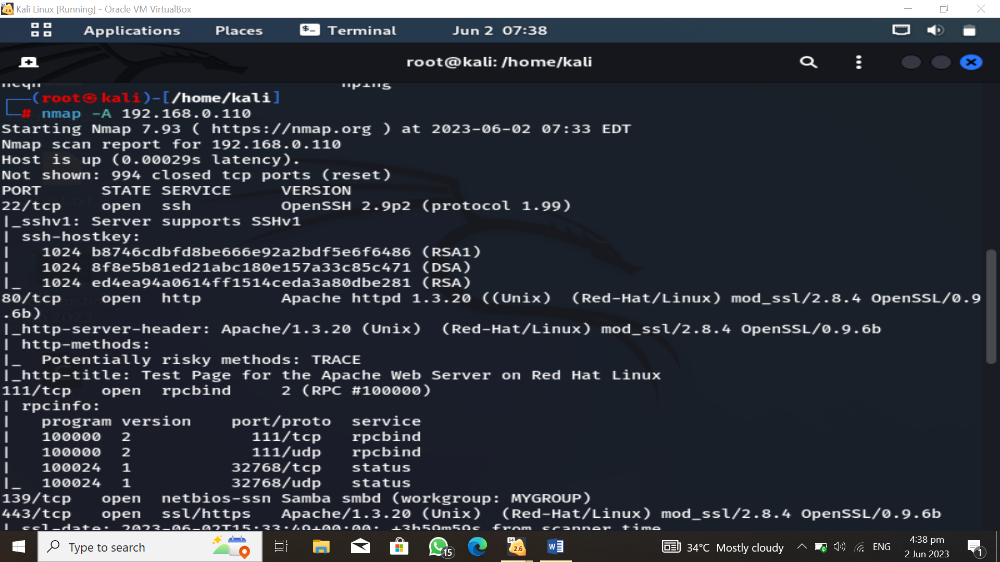 Kali Linux [Running] - Oracle VM VirtualBox
Applications Places Terminal Jun 2 07:38
root@kali: /home/kali
nping
(root㉿kali)-[/home/kali]
# nmap -A 192.168.0.110
Starting Nmap 7.93 ( https://nmap.org ) at 2023-06-02 07:33 EDT
Nmap scan report for 192.168.0.110
Host is up (0.00029s latency).
Not shown: 994 closed tcp ports (reset)
PORT STATE SERVICE VERSION
22/tcp open ssh OpenSSH 2.9p2 (protocol 1.99)
|_sshv1: Server supports SSHv1
| ssh-hostkey:
| 1024 b8746cdbfd8be666e92a2bdf5e6f6486 (RSA1)
| 1024 8f8e5b81ed21abc180e157a33c85c471 (DSA)
|_ 1024 ed4ea94a0614ff1514ceda3a80dbe281 (RSA)
80/tcp open http Apache httpd 1.3.20 ((Unix) (Red-Hat/Linux) mod_ssl/2.8.4 OpenSSL/0.9
.6b)
|_http-server-header: Apache/1.3.20 (Unix) (Red-Hat/Linux) mod_ssl/2.8.4 OpenSSL/0.9.6b
| http-methods:
|_ Potentially risky methods: TRACE
|_http-title: Test Page for the Apache Web Server on Red Hat Linux
111/tcp open rpcbind 2 (RPC #100000)
| rpcinfo:
| program version port/proto service
| 100000 2 111/tcp rpcbind
| 100000 2 111/udp rpcbind
| 100024 1 32768/tcp status
|_ 100024 1 32768/udp status
139/tcp open netbios-ssn Samba smbd (workgroup: MYGROUP)
443/tcp open ssl/https Apache/1.3.20 (Unix) (Red-Hat/Linux) mod_ssl/2.8.4 OpenSSL/0.9.6b
|_ssl-date: 2023-06-02T15:33:49+00:00; +3h59m59s from scanner time.
Type to search
15
64
2.6
34°C Mostly cloudy
ENG
4:38 pm
2 Jun 2023
1